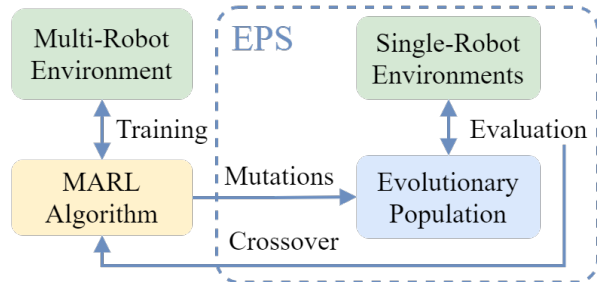 Multi-Robot
Environment
EPS
Single-Robot
Environments
Training
Evaluation
MARL
Algorithm
Mutations
Evolutionary
Population
Crossover